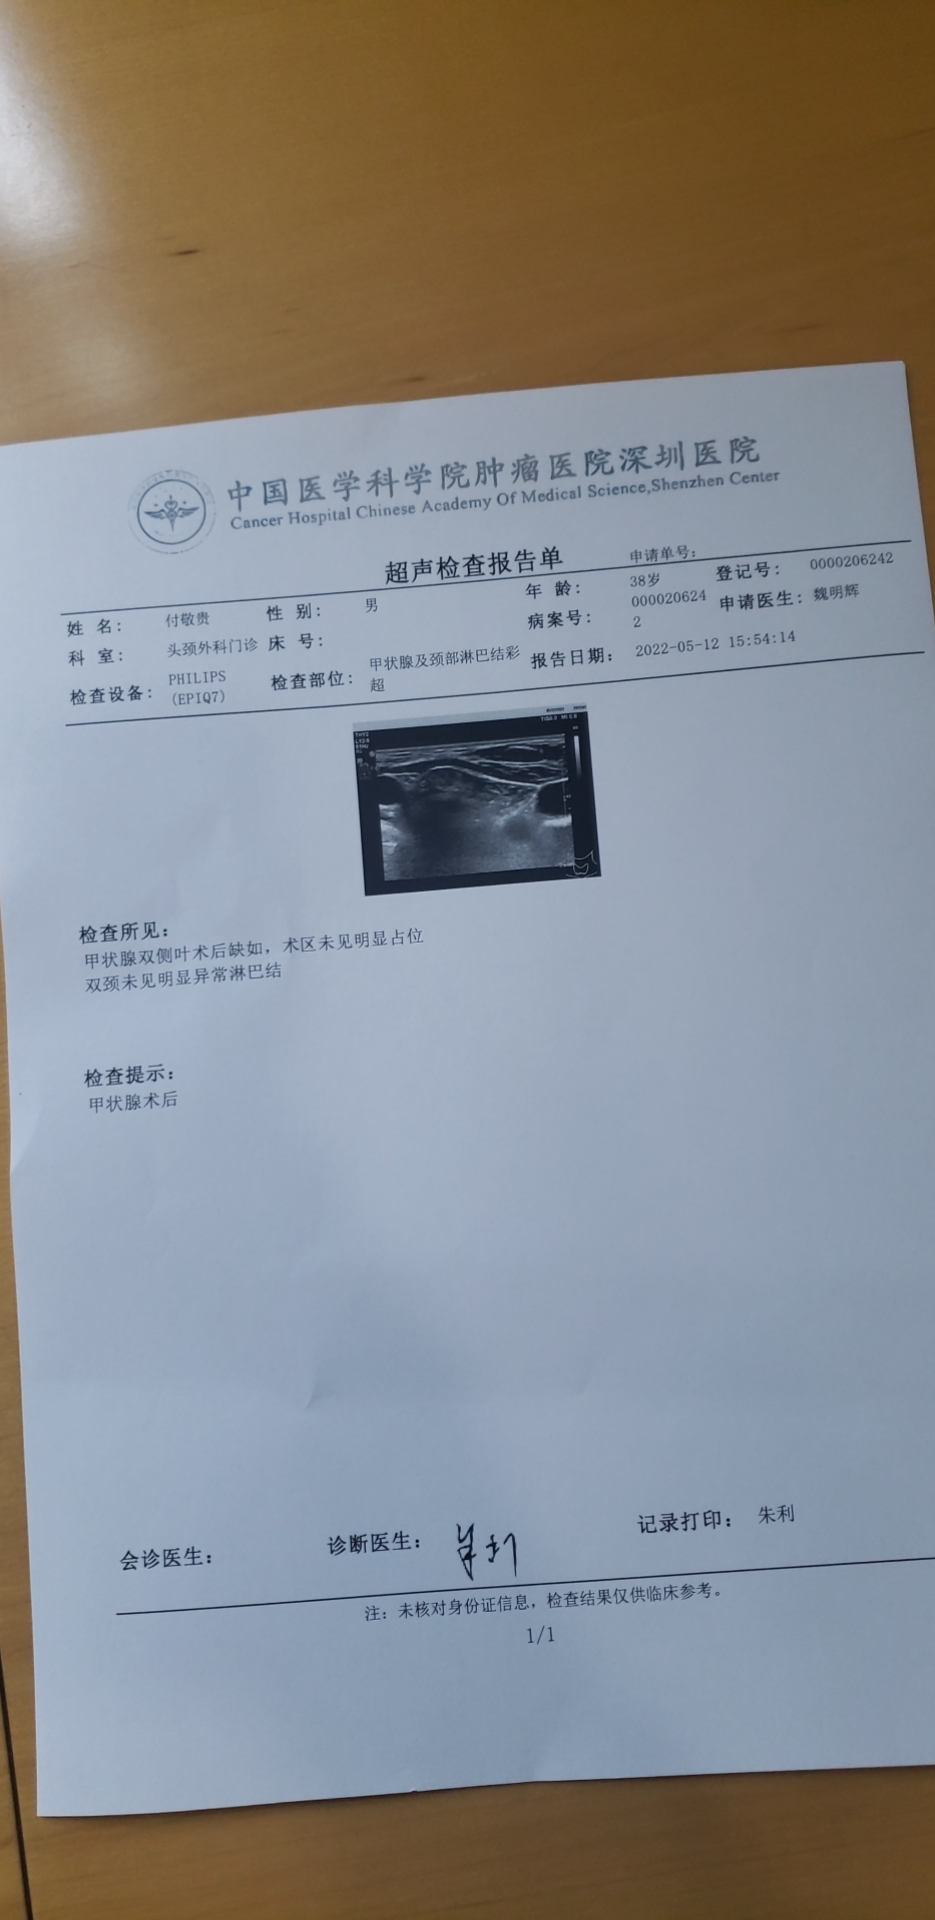 中国医学科学院肿瘤医院深圳医院
Cancer Hospital Chinese Academy Of Medical Science,Shenzhen Center
超声检查报告单
申请单号：
姓 名： 付敬贵 性 别： 男 年 龄： 38岁 登记号： 0000206242
科 室： 头颈外科门诊 床 号： 病案号： 0000206242 申请医生： 魏明辉
检查设备： PHILIPS (EPIQ7) 检查部位： 甲状腺及颈部淋巴结彩超 报告日期： 2022-05-12 15:54:14
检查所见：
甲状腺双侧叶术后缺如，术区未见明显占位
双颈未见明显异常淋巴结
检查提示：
甲状腺术后
会诊医生： 诊断医生： 朱利 记录打印： 朱利
注：未核对身份证信息，检查结果仅供临床参考。
1/1